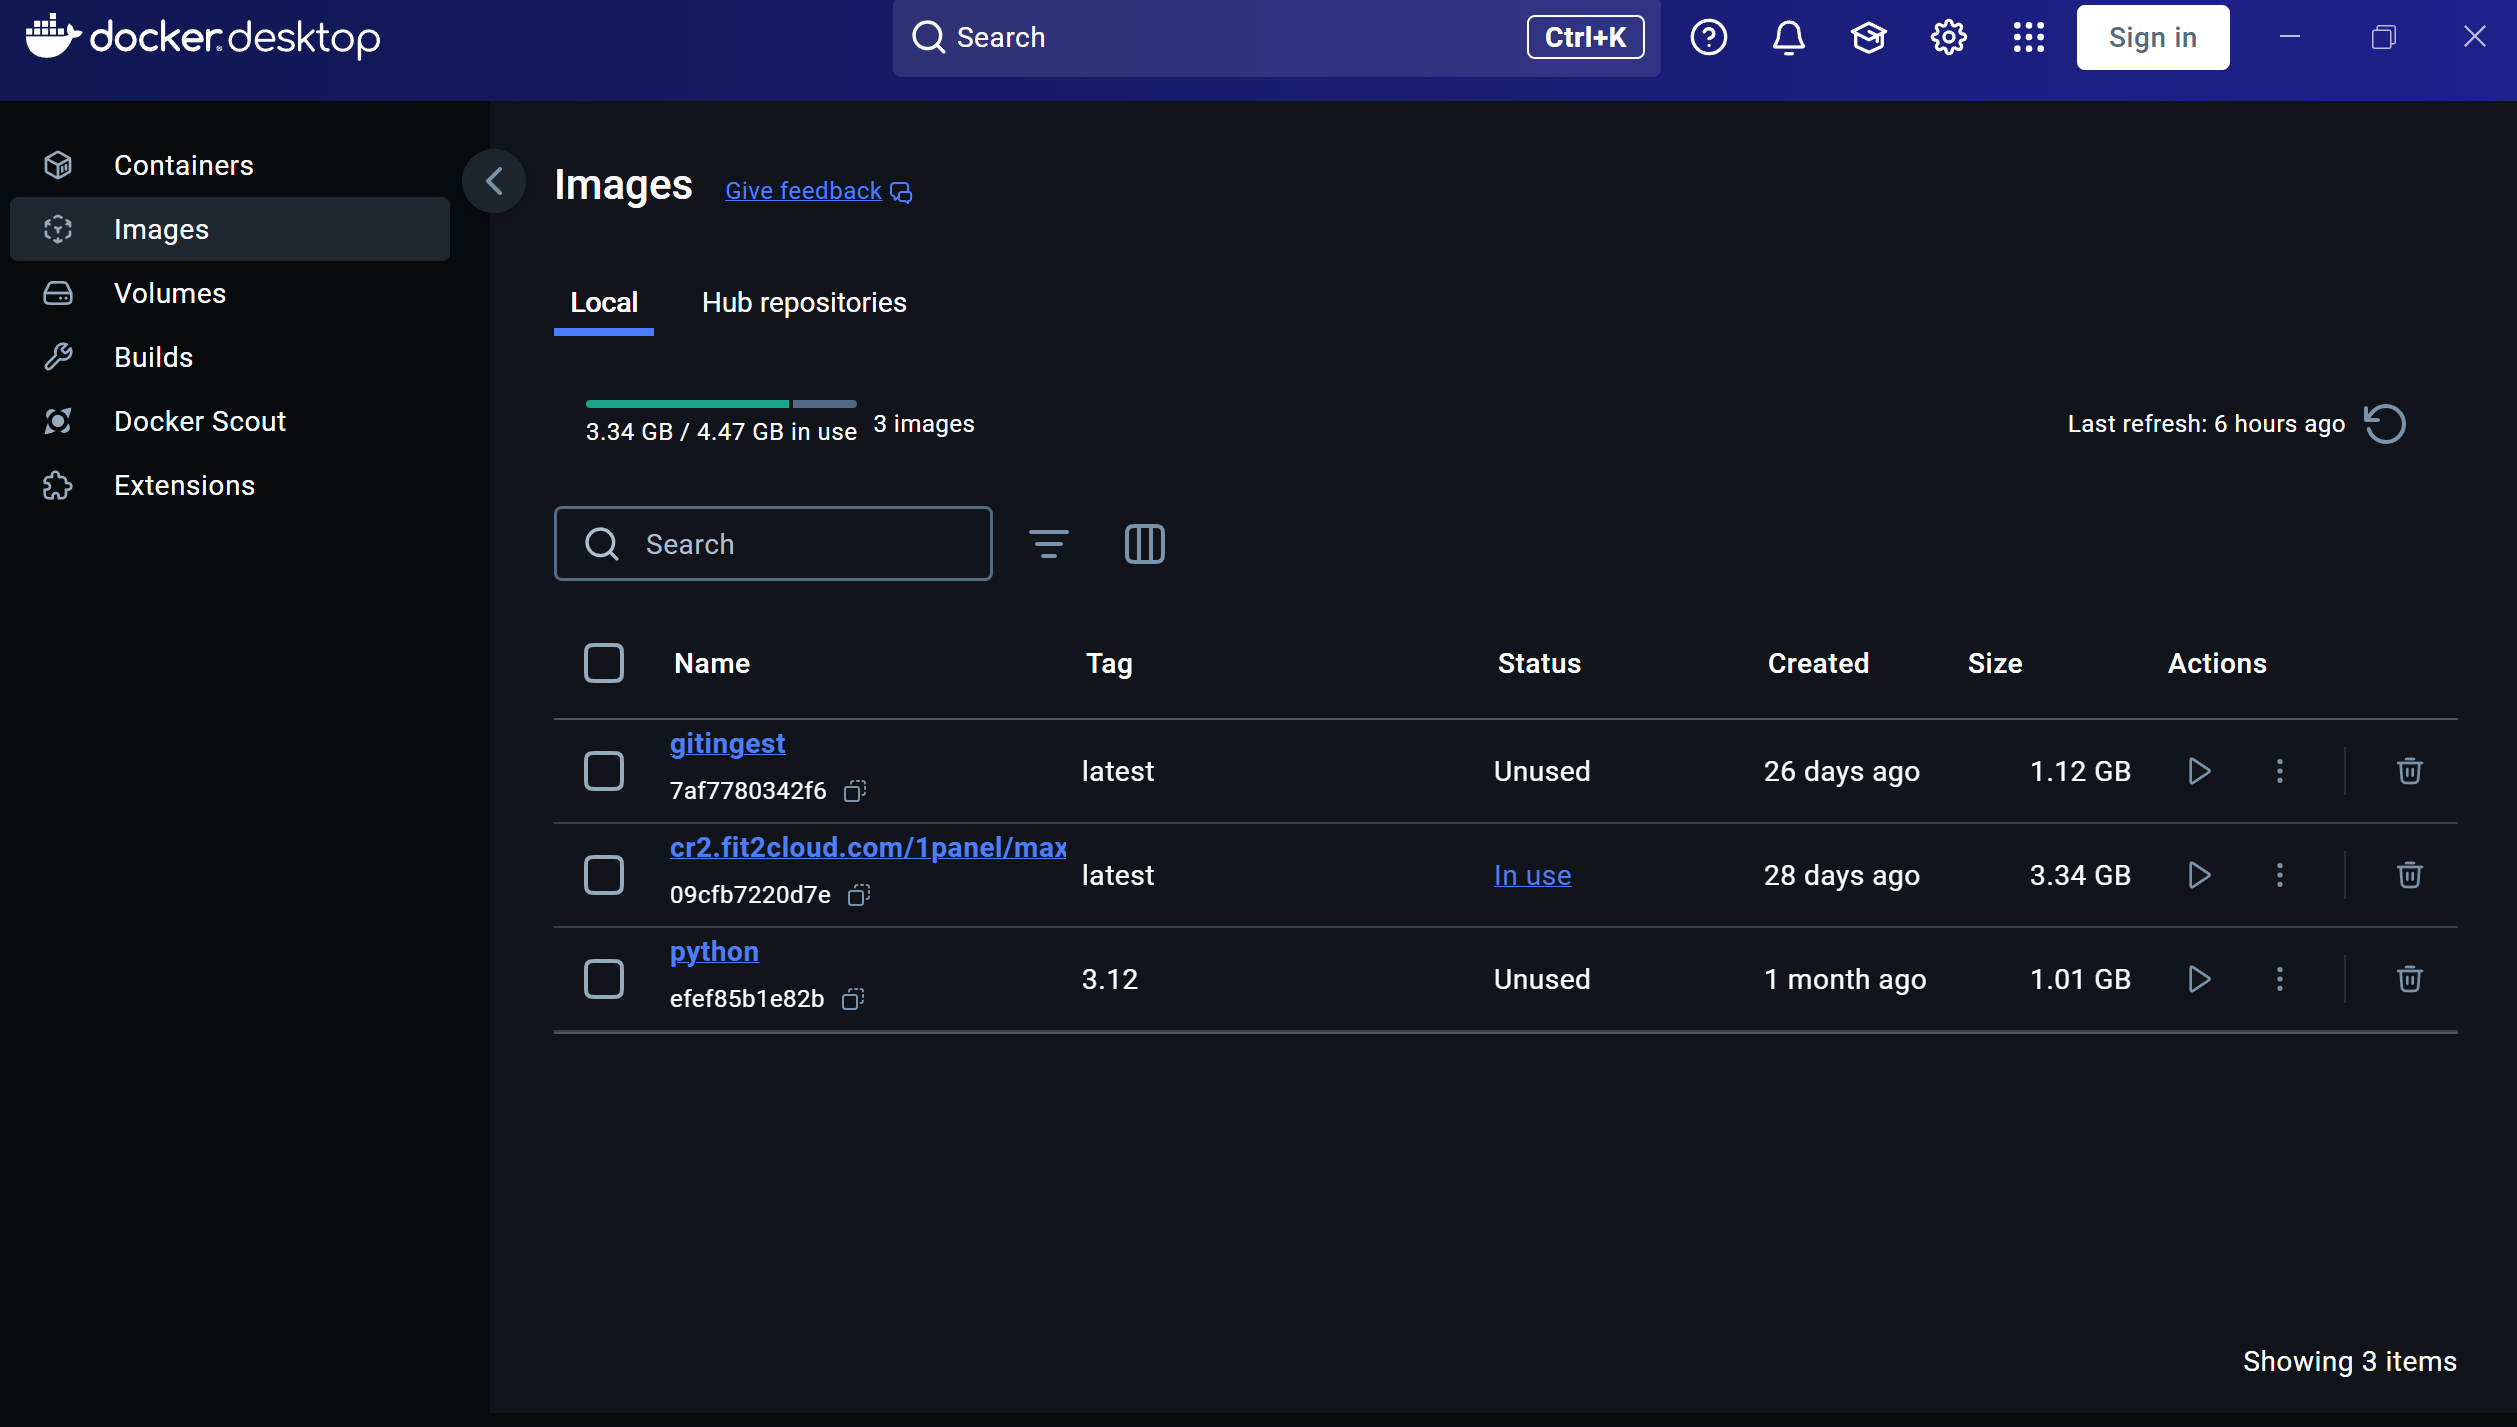 docker desktop
Search
Ctrl+K
Sign in
Containers
Images
Volumes
Builds
Docker Scout
Extensions
Images
Give feedback
Local
Hub repositories
3.34 GB / 4.47 GB in use
3 images
Last refresh: 6 hours ago
Search
Name Tag Status Created Size Actions
gitingest
7af7780342f6
latest Unused 26 days ago 1.12 GB
cr2.fit2cloud.com/1panel/max
09cfb7220d7e
latest In use 28 days ago 3.34 GB
python
efef85b1e82b
3.12 Unused 1 month ago 1.01 GB
Showing 3 items